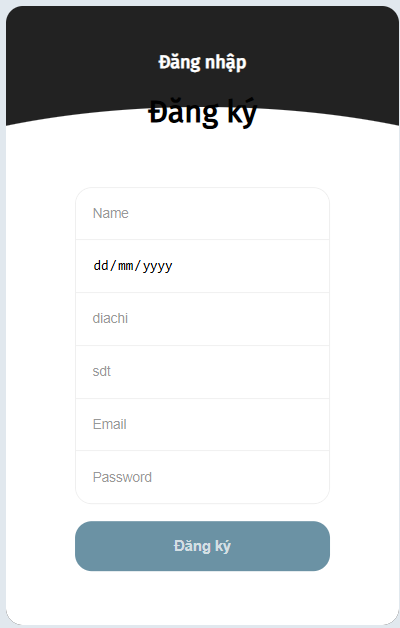 Đăng nhập
Đăng ký
Name
dd/mm/yyyy
diachi
sdt
Email
Password
Đăng ký